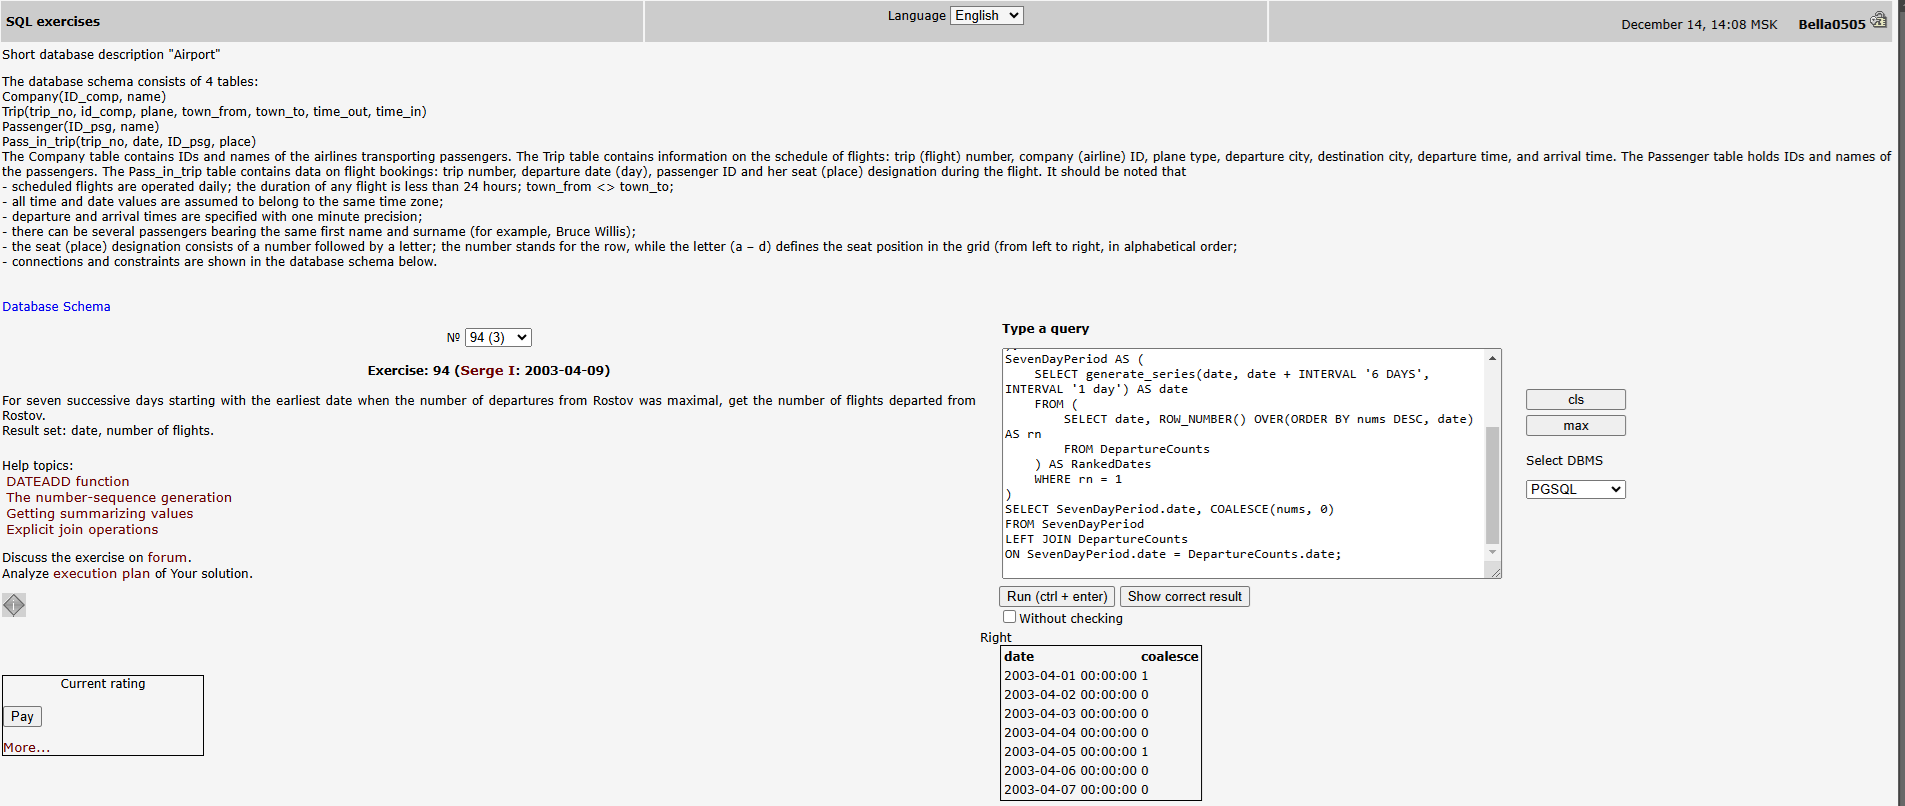 SQL exercises
Language English
December 14, 14:08 MSK Bella0505
Short database description "Airport"
The database schema consists of 4 tables:
Company(ID_comp, name)
Trip(trip_no, id_comp, plane, town_from, town_to, time_out, time_in)
Passenger(ID_psg, name)
Pass_in_trip(trip_no, date, ID_psg, place)
The Company table contains IDs and names of the airlines transporting passengers. The Trip table contains information on the schedule of flights: trip (flight) number, company (airline) ID, plane type, departure city, destination city, departure time, and arrival time. The Passenger table holds IDs and names of
the passengers. The Pass_in_trip table contains data on flight bookings: trip number, departure date (day), passenger ID and her seat (place) designation during the flight. It should be noted that
- scheduled flights are operated daily; the duration of any flight is less than 24 hours; town_from <> town_to;
- all time and date values are assumed to belong to the same time zone;
- departure and arrival times are specified with one minute precision;
- there can be several passengers bearing the same first name and surname (for example, Bruce Willis);
- the seat (place) designation consists of a number followed by a letter; the number stands for the row, while the letter (a – d) defines the seat position in the grid (from left to right, in alphabetical order;
- connections and constraints are shown in the database schema below.
Database Schema
№ 94 (3)
Exercise: 94 (Serge I: 2003-04-09)
For seven successive days starting with the earliest date when the number of departures from Rostov was maximal, get the number of flights departed from
Rostov.
Result set: date, number of flights.
Help topics:
DATEADD function
The number-sequence generation
Getting summarizing values
Explicit join operations
Discuss the exercise on forum.
Analyze execution plan of Your solution.
Current rating
Pay
More...
Type a query
SevenDayPeriod AS (
SELECT generate_series(date, date + INTERVAL '6 DAYS',
INTERVAL '1 day') AS date
FROM (
SELECT date, ROW_NUMBER() OVER(ORDER BY nums DESC, date)
AS rn
FROM DepartureCounts
) AS RankedDates
WHERE rn = 1
)
SELECT SevenDayPeriod.date, COALESCE(nums, 0)
FROM SevenDayPeriod
LEFT JOIN DepartureCounts
ON SevenDayPeriod.date = DepartureCounts.date;
cls
max
Select DBMS
PGSQL
Run (ctrl + enter) Show correct result
Without checking
Right
date coalesce
2003-04-01 00:00:00 1
2003-04-02 00:00:00 0
2003-04-03 00:00:00 0
2003-04-04 00:00:00 0
2003-04-05 00:00:00 1
2003-04-06 00:00:00 0
2003-04-07 00:00:00 0